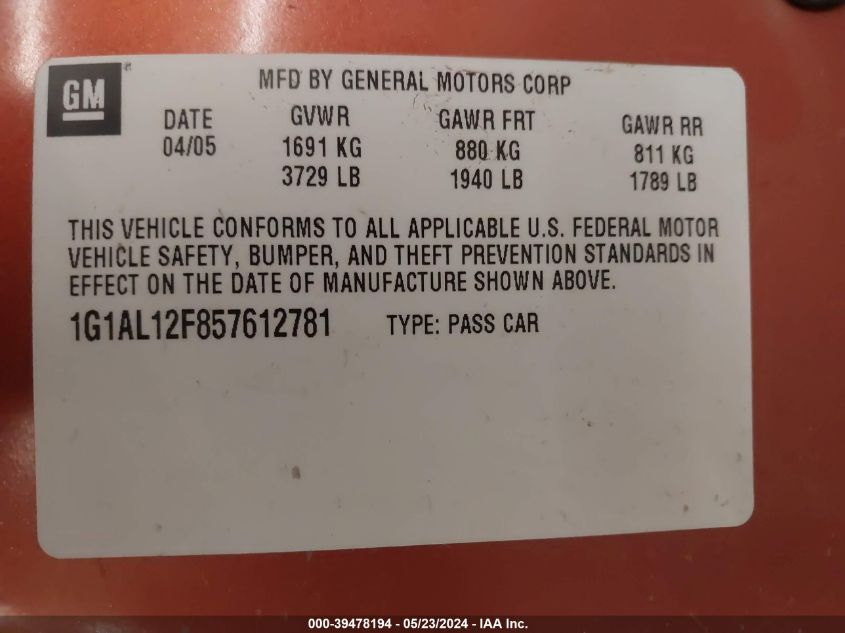 GM
MFD BY GENERAL MOTORS CORP
DATE GVWR GAWR FRT GAWR RR
04/05 1691 KG 880 KG 811 KG
3729 LB 1940 LB 1789 LB
THIS VEHICLE CONFORMS TO ALL APPLICABLE U.S. FEDERAL MOTOR
VEHICLE SAFETY, BUMPER, AND THEFT PREVENTION STANDARDS IN
EFFECT ON THE DATE OF MANUFACTURE SHOWN ABOVE.
1G1AL12F857612781 TYPE: PASS CAR
000-39478194 - 05/23/2024 - IAA Inc.